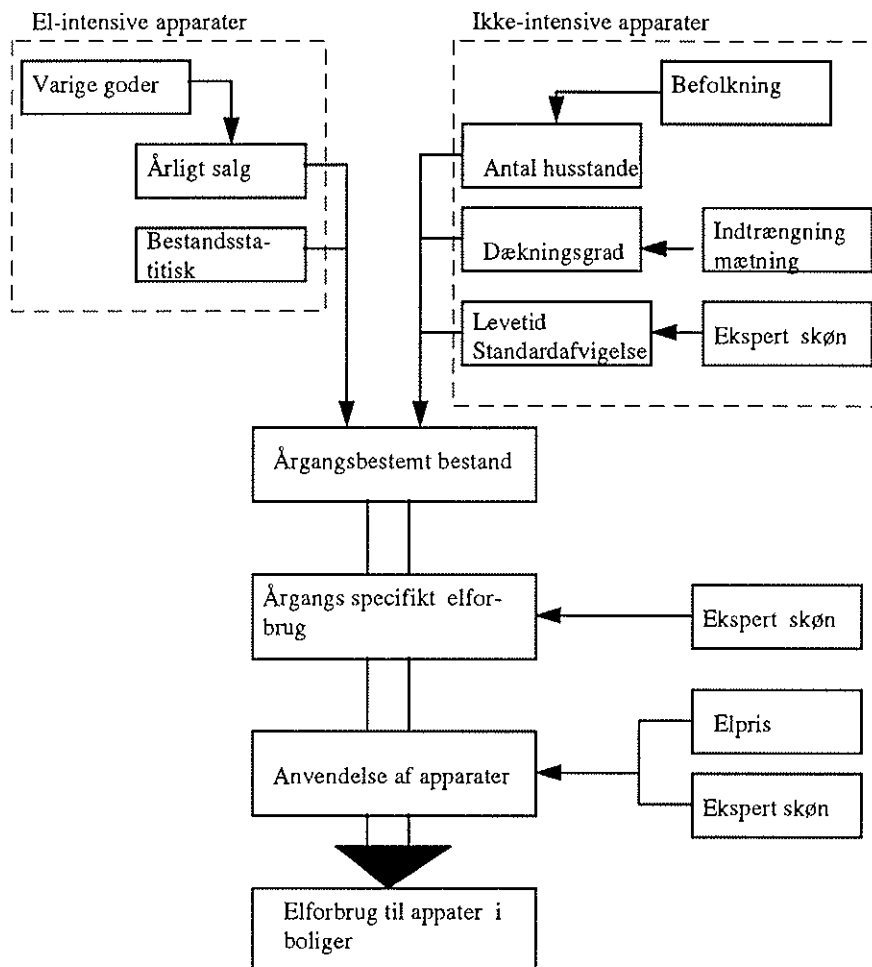 El-intensive apparater
Ikke-intensive apparater
Varige goder
Årligt salg
Bestandssta-
titisk
Befolkning
Antal husstande
Dækningsgrad
Indtrængning
mætning
Levetid
Standardafvigelse
Ekspert skøn
Årgangsbestemt bestand
Årgangs specifikt elfor-
brug
Ekspert skøn
Elpris
Anvendelse af apparater
Ekspert skøn
Elforbrug til appater i
boliger